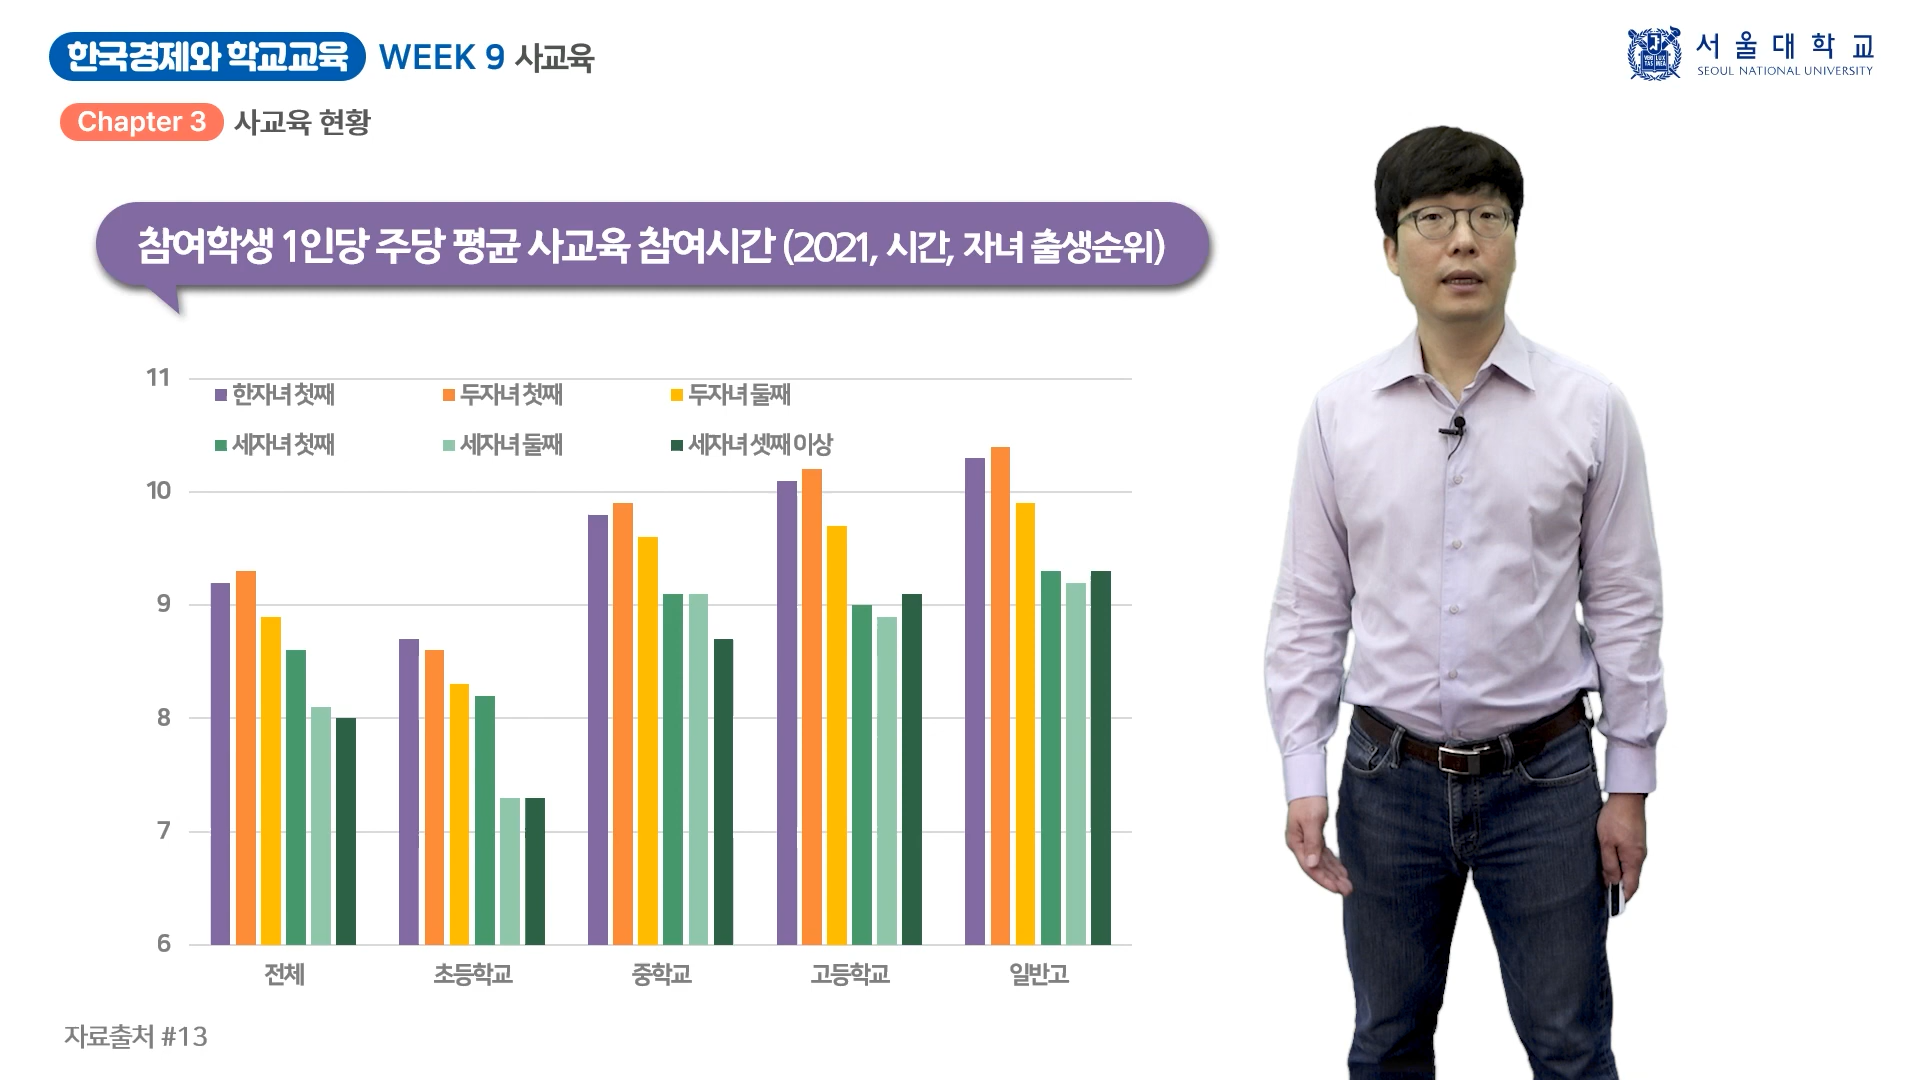 한국경제와 학교교육 WEEK 9 사교육
서울대학교
SEOUL NATIONAL UNIVERSITY
Chapter 3 사교육 현황
참여학생 1인당 주당 평균 사교육 참여시간 (2021, 시간, 자녀 출생순위)
11
한자녀 첫째 두자녀 첫째 두자녀 둘째
세자녀 첫째 세자녀 둘째 세자녀 셋째 이상
10
9
8
7
6
전체 초등학교 중학교 고등학교 일반고
자료출처 #13